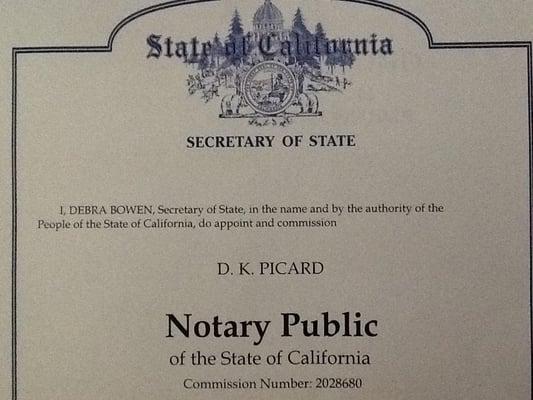 State of California
SECRETARY OF STATE
I, DEBRA BOWEN, Secretary of State, in the name and by the authority of the
People of the State of California, do appoint and commission
D. K. PICARD
Notary Public
of the State of California
Commission Number: 2028680